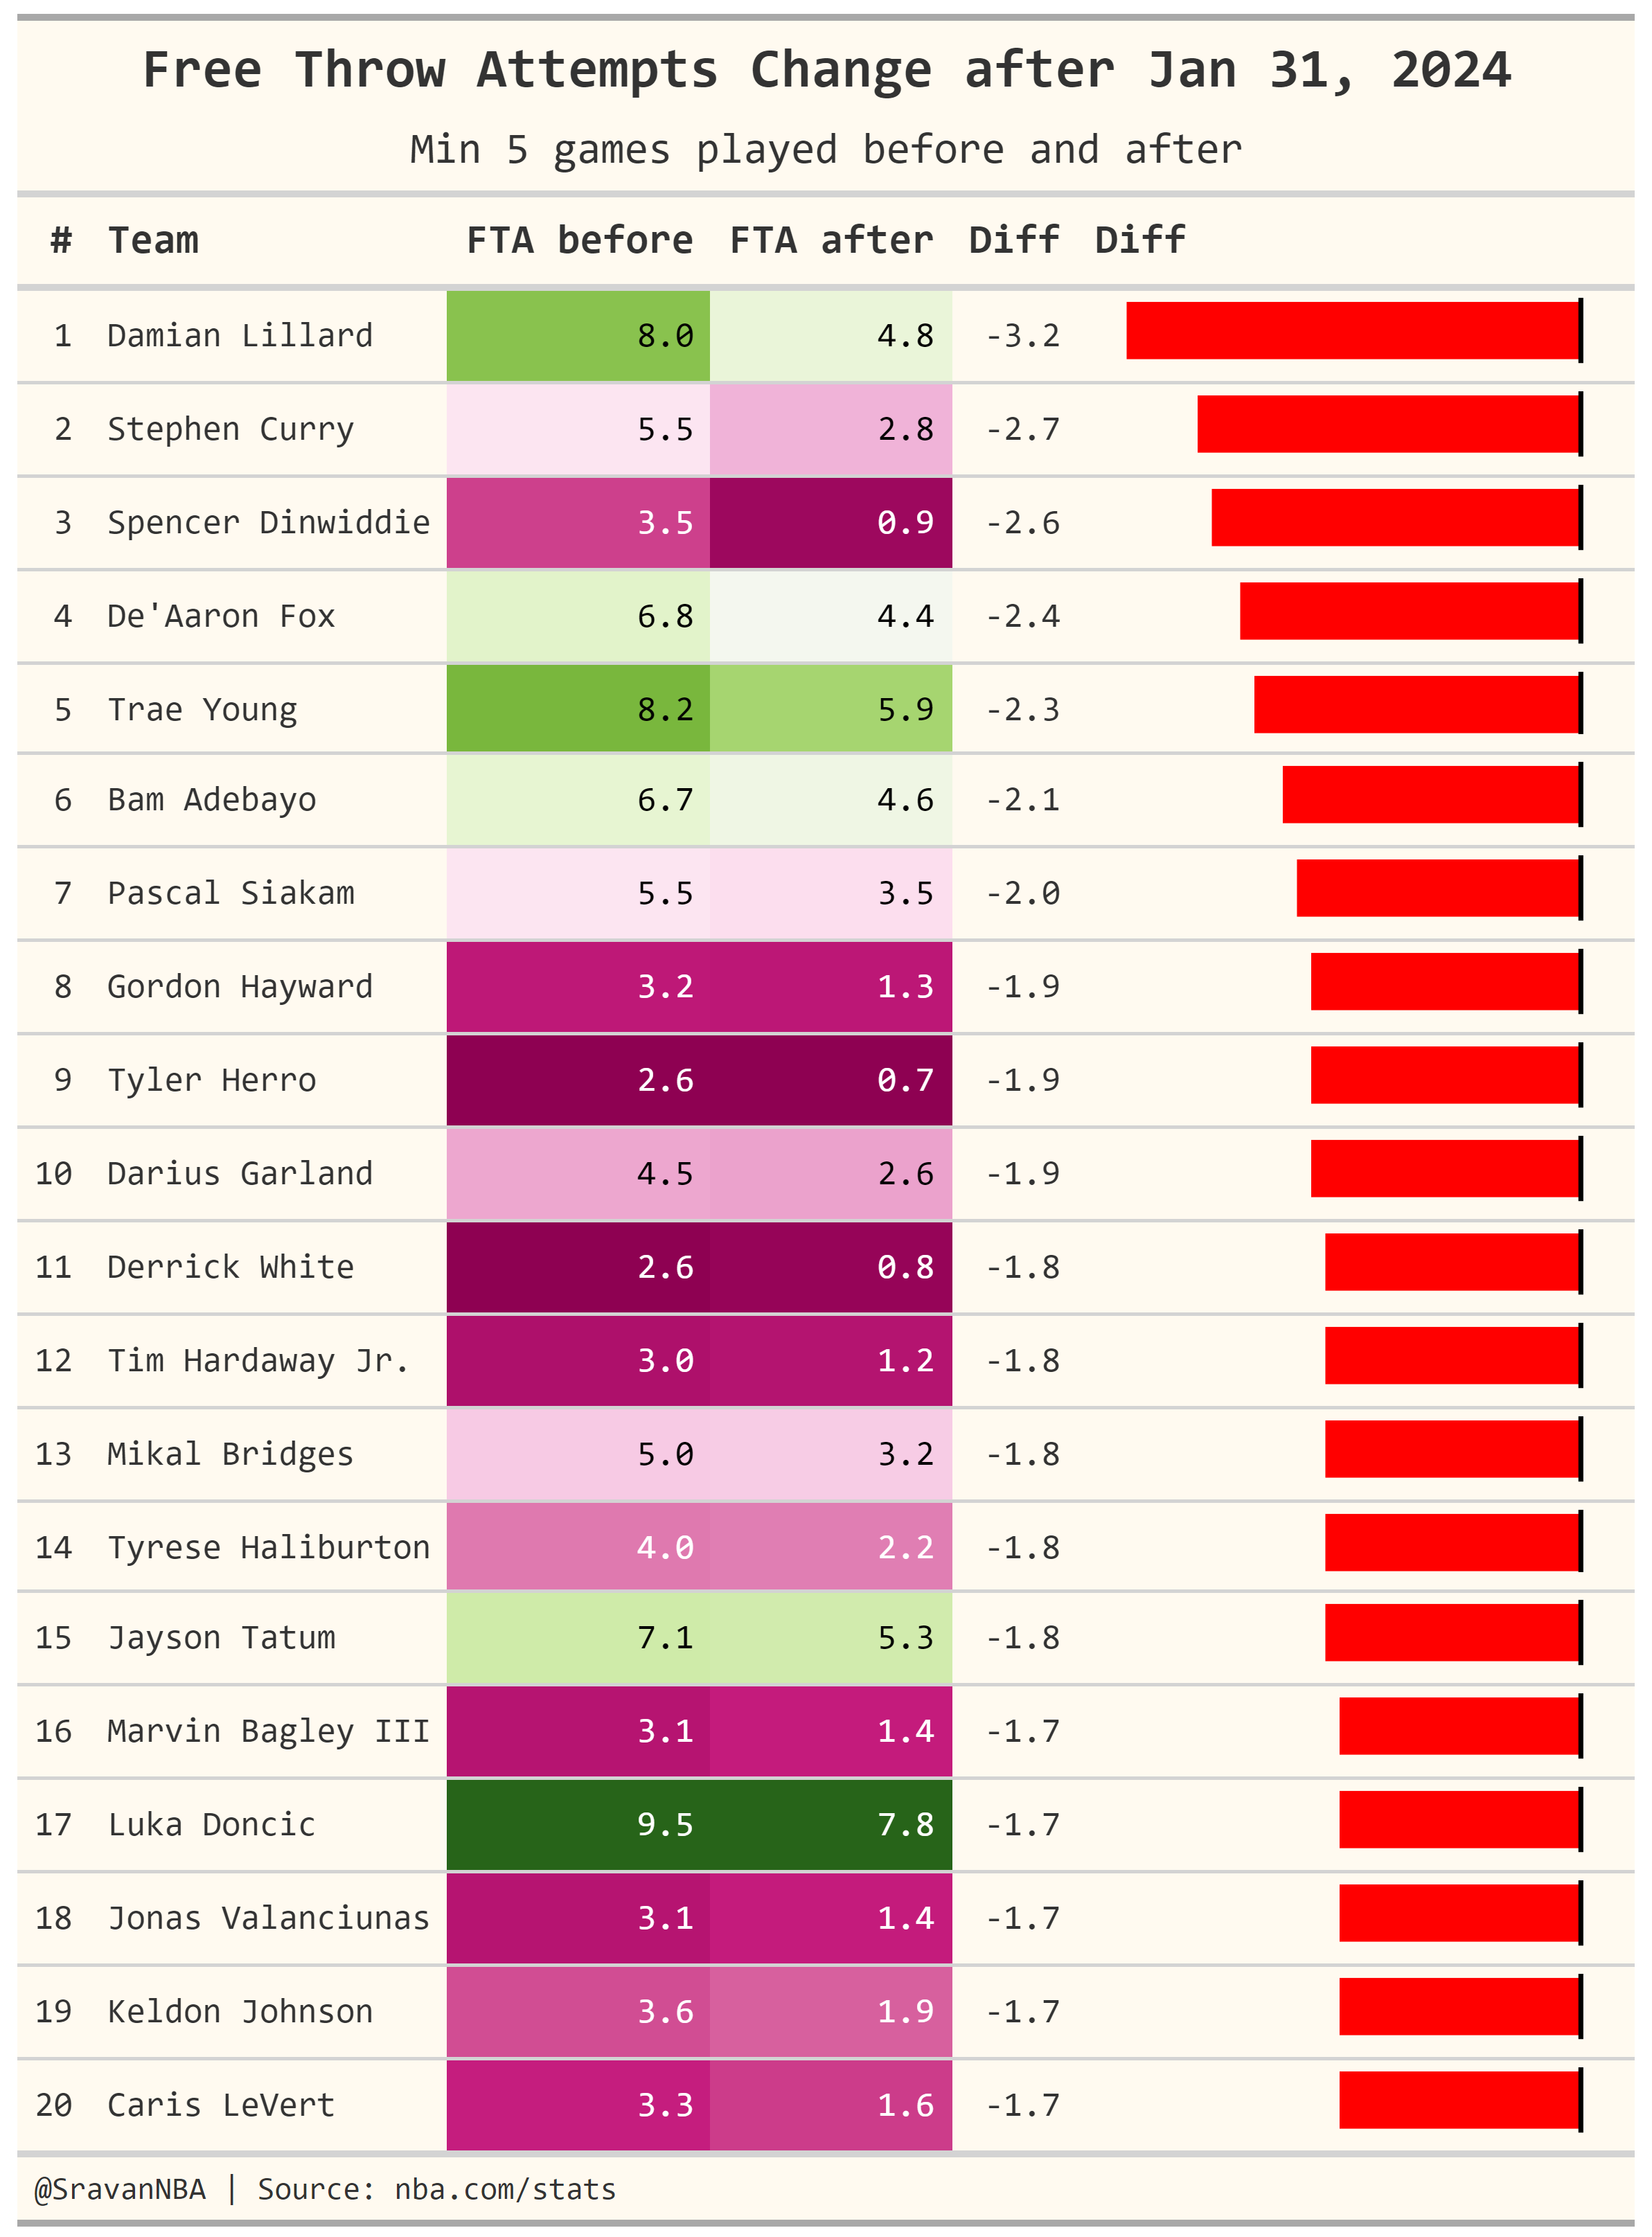 Free Throw Attempts Change after Jan 31, 2024
Min 5 games played before and after
# Team FTA before FTA after Diff Diff
1 Damian Lillard 8.0 4.8 -3.2
2 Stephen Curry 5.5 2.8 -2.7
3 Spencer Dinwiddie 3.5 0.9 -2.6
4 De'Aaron Fox 6.8 4.4 -2.4
5 Trae Young 8.2 5.9 -2.3
6 Bam Adebayo 6.7 4.6 -2.1
7 Pascal Siakam 5.5 3.5 -2.0
8 Gordon Hayward 3.2 1.3 -1.9
9 Tyler Herro 2.6 0.7 -1.9
10 Darius Garland 4.5 2.6 -1.9
11 Derrick White 2.6 0.8 -1.8
12 Tim Hardaway Jr. 3.0 1.2 -1.8
13 Mikal Bridges 5.0 3.2 -1.8
14 Tyrese Haliburton 4.0 2.2 -1.8
15 Jayson Tatum 7.1 5.3 -1.8
16 Marvin Bagley III 3.1 1.4 -1.7
17 Luka Doncic 9.5 7.8 -1.7
18 Jonas Valanciunas 3.1 1.4 -1.7
19 Keldon Johnson 3.6 1.9 -1.7
20 Caris LeVert 3.3 1.6 -1.7
@SravanNBA | Source: nba.com/stats